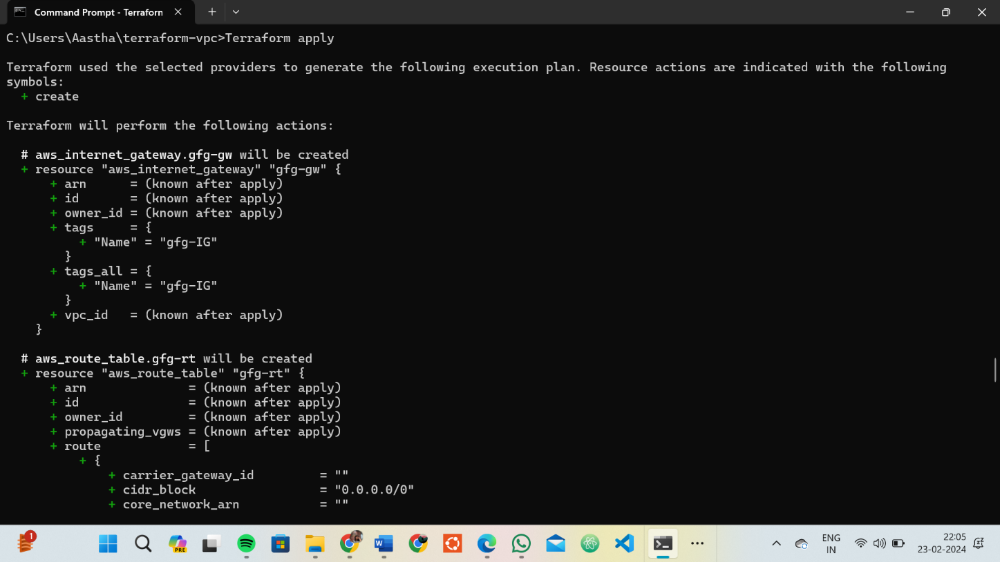 Command Prompt - Terraforn
C:\Users\Aastha\terraform-vpc>Terraform apply
Terraform used the selected providers to generate the following execution plan. Resource actions are indicated with the following
symbols:
  + create
Terraform will perform the following actions:
  # aws_internet_gateway.gfg-gw will be created
  + resource "aws_internet_gateway" "gfg-gw" {
      + arn      = (known after apply)
      + id       = (known after apply)
      + owner_id = (known after apply)
      + tags     = {
          + "Name" = "gfg-IG"
        }
      + tags_all = {
          + "Name" = "gfg-IG"
        }
      + vpc_id   = (known after apply)
    }
  # aws_route_table.gfg-rt will be created
  + resource "aws_route_table" "gfg-rt" {
      + arn              = (known after apply)
      + id               = (known after apply)
      + owner_id         = (known after apply)
      + propagating_vgws = (known after apply)
      + route            = [
          + {
              + carrier_gateway_id         = ""
              + cidr_block                 = "0.0.0.0/0"
              + core_network_arn           = ""
1
PRE
W
ENG
IN
22:05
23-02-2024